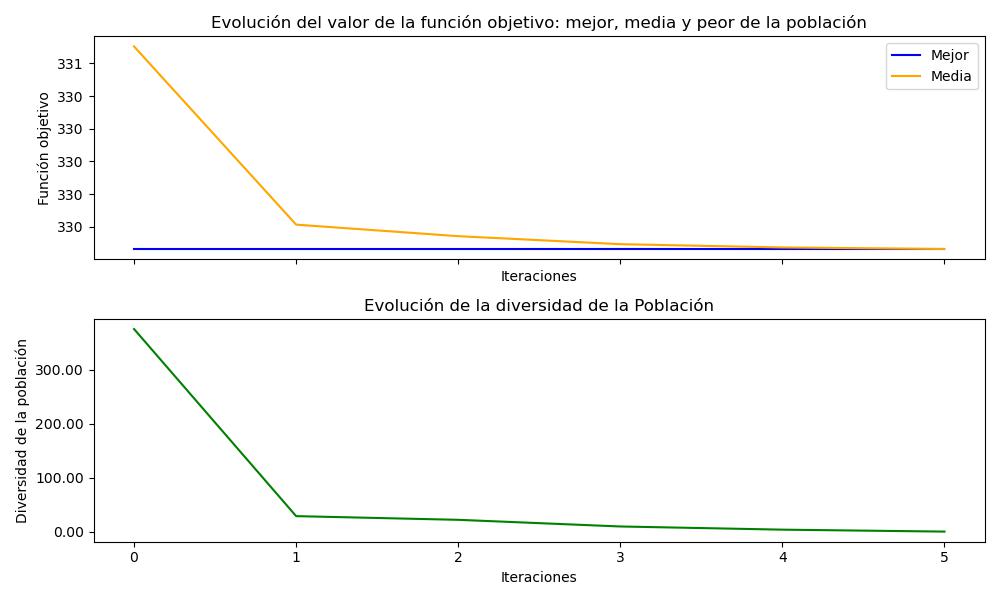 Evolución del valor de la función objetivo: mejor, media y peor de la población
Función objetivo
331
330
330
330
330
330
Mejor
Media
Iteraciones
Evolución de la diversidad de la Población
Diversidad de la población
300.00
200.00
100.00
0.00
0 1 2 3 4 5
Iteraciones